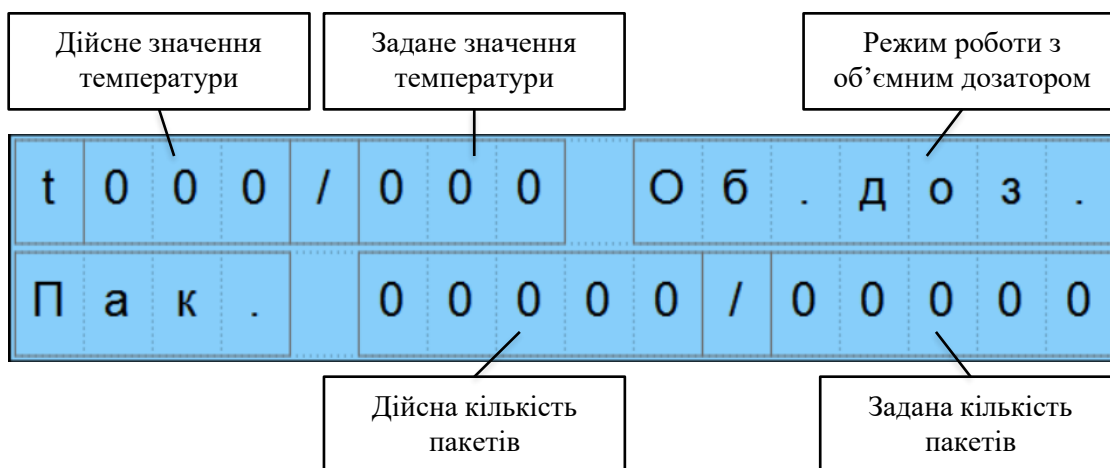 Дійсне значення
температури
Задане значення
температури
Режим роботи з
об’ємним дозатором
t000/000 Об.доз.
Пак. 00000/00000
Дійсна кількість
пакетів
Задана кількість
пакетів